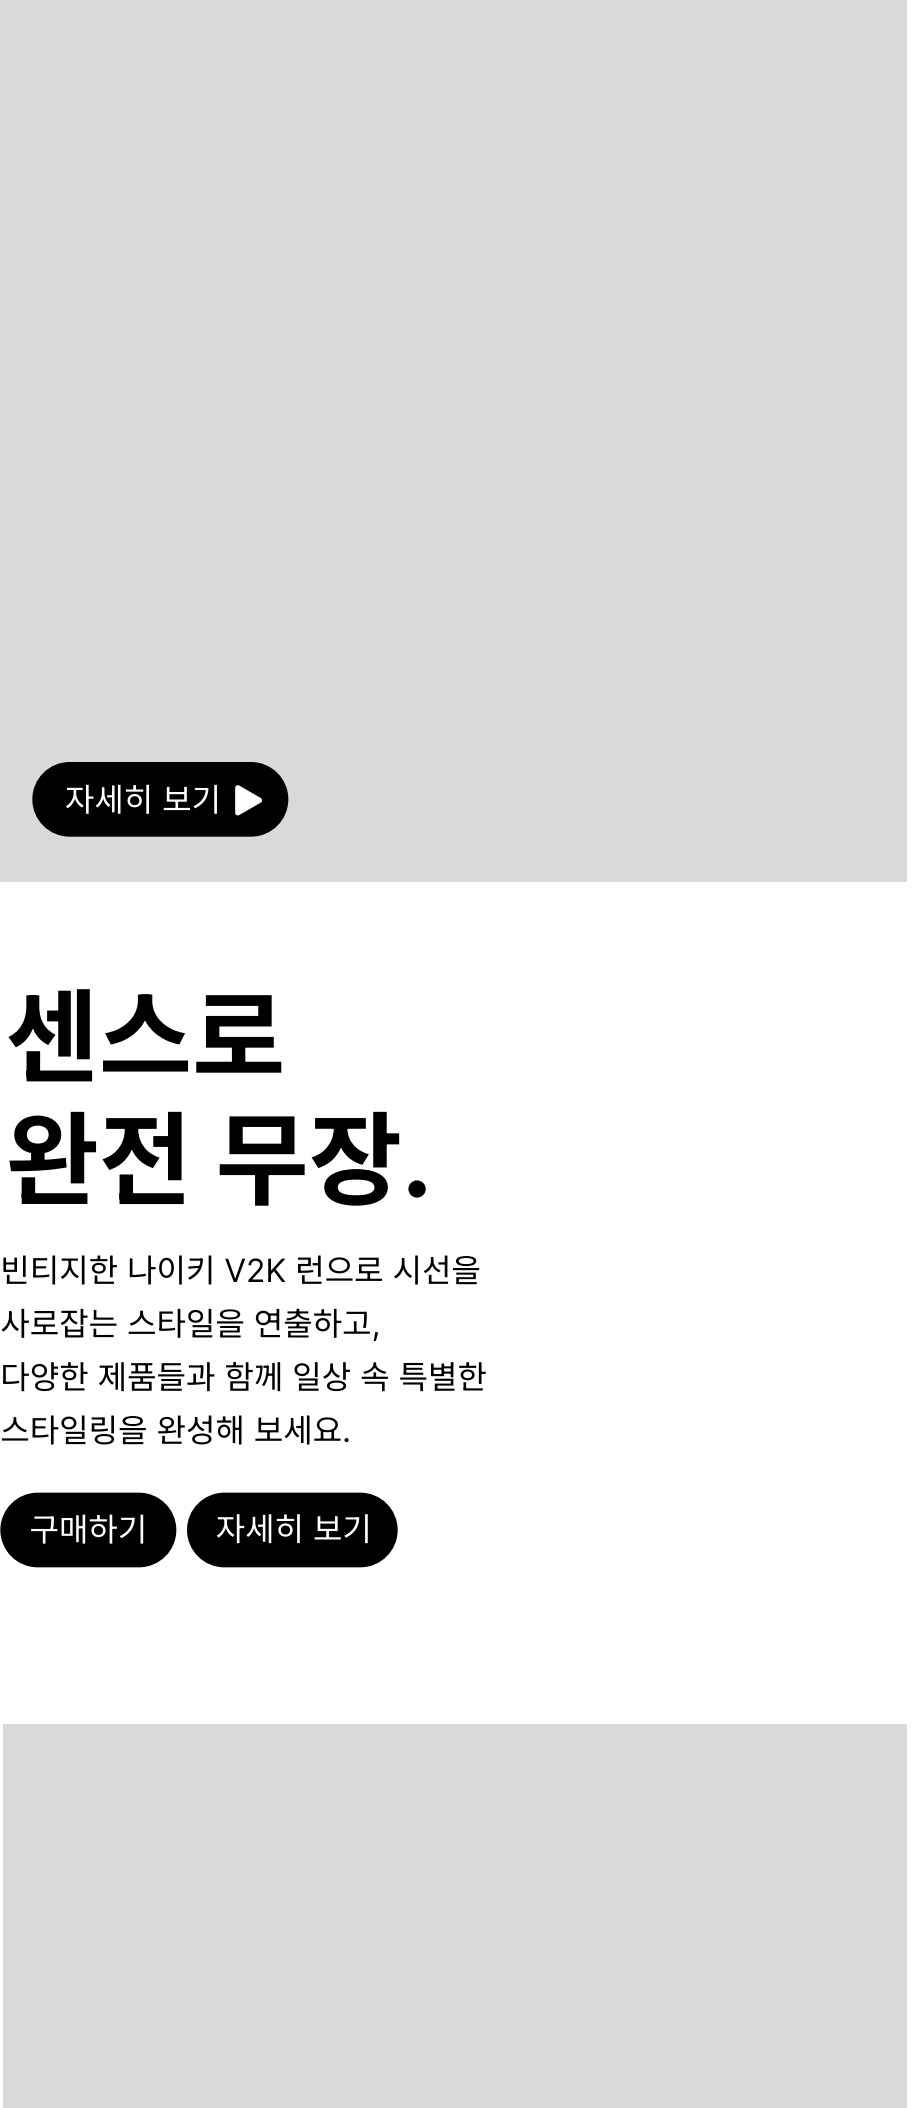 자세히 보기
센스로
완전 무장.
빈티지한 나이키 V2K 런으로 시선을
사로잡는 스타일을 연출하고,
다양한 제품들과 함께 일상 속 특별한
스타일링을 완성해 보세요.
구매하기 자세히 보기